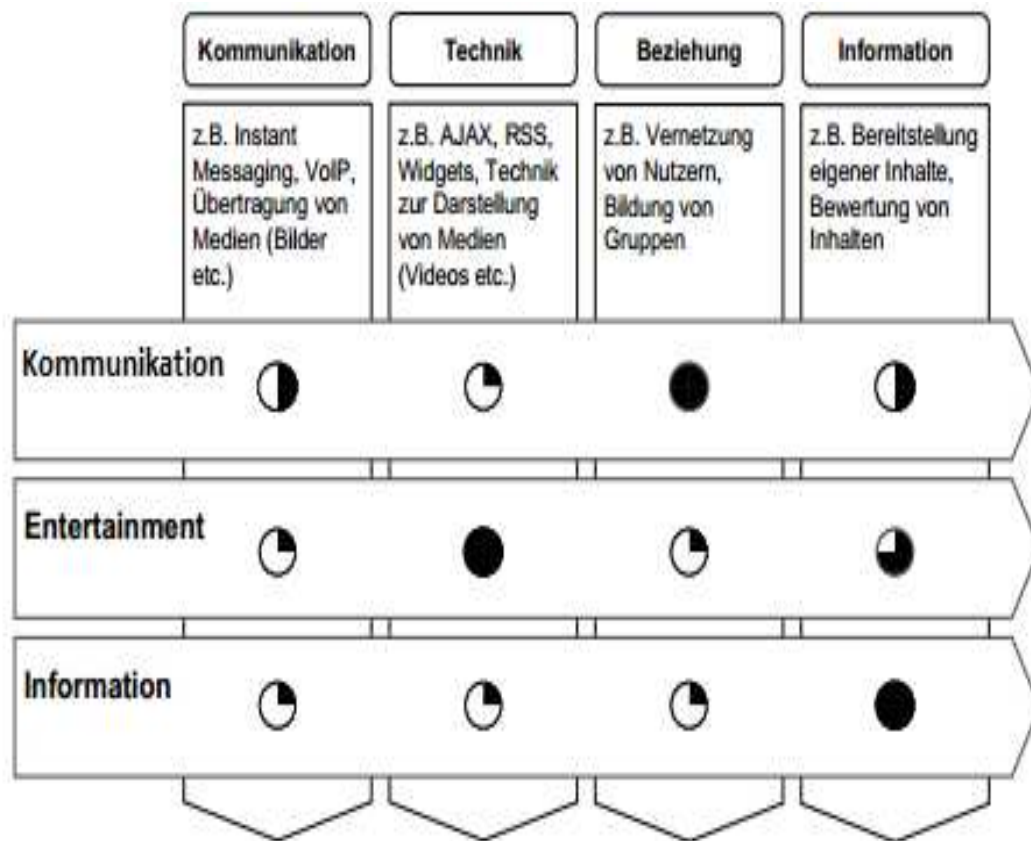 Kommunikation
Technik
Beziehung
Information
z.B. Instant
Messaging, VoIP,
Übertragung von
Medien (Bilder
etc.)
z.B. AJAX, RSS,
Widgets, Technik
zur Darstellung
von Medien
(Videos etc.)
z.B. Vernetzung
von Nutzern,
Bildung von
Gruppen
z.B. Bereitstellung
eigener Inhalte,
Bewertung von
Inhalten
Kommunikation
Entertainment
Information